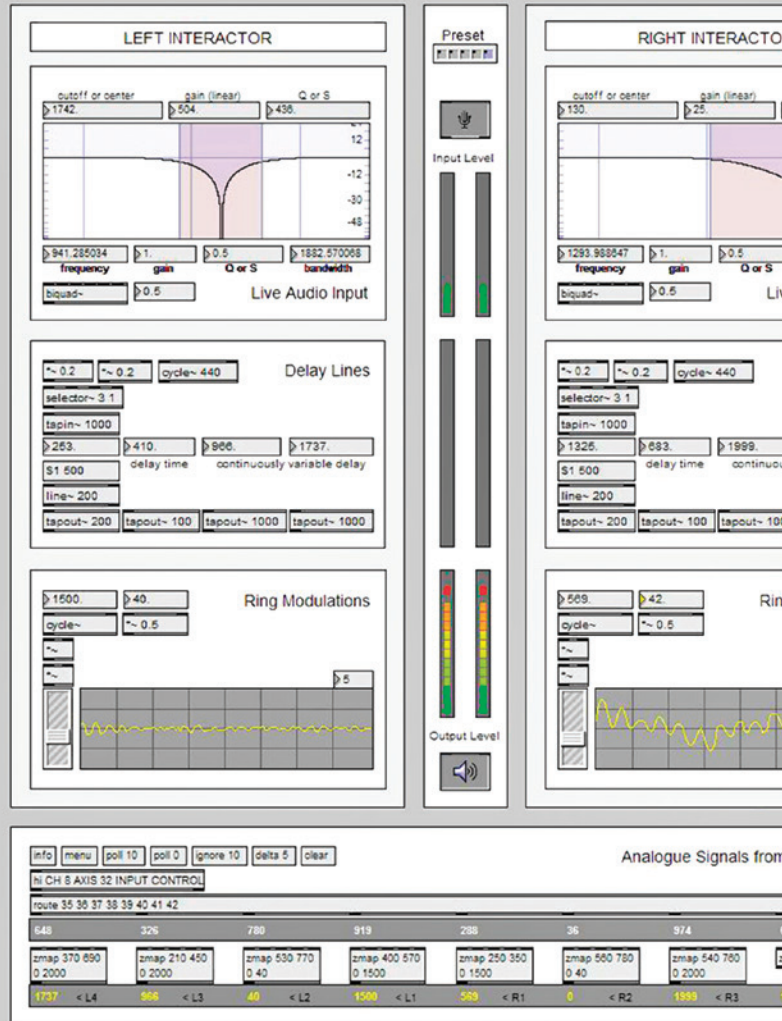 LEFT INTERACTOR
Preset
RIGHT INTERACTO
cutoff or center gain (linear) Q or S
1742. 504. 436.
12
-12
-30
-48
941.285034 1. 0.5 1882.570068
frequency gain Q or S bandwidth
biquad~ 0.5 Live Audio Input
Input Level
cutoff or center gain (linear)
130. 25.
1293.988647 1. 0.5
frequency gain Q or S
biquad~ 0.5 Li
*~ 0.2 *~ 0.2 cycle~ 440 Delay Lines
selector~ 3 1
tapin~ 1000
253. 410. 966. 1737.
delay time continuously variable delay
$1 500
line~ 200
tapout~ 200 tapout~ 100 tapout~ 1000 tapout~ 1000
*~ 0.2 *~ 0.2 cycle~ 440
selector~ 3 1
tapin~ 1000
1325. 683. 1999.
delay time continuou
$1 500
line~ 200
tapout~ 200 tapout~ 100 tapout~ 100
1500. 40. Ring Modulations
cycle~ *~ 0.5
*~
*~
5
Output Level
569. 42. Rin
cycle~ *~ 0.5
*~
*~
info menu poll 10 poll 0 ignore 10 delta 5 clear
Analogue Signals from
hi CH 8 AXIS 32 INPUT CONTROL
route 35 36 37 38 39 40 41 42
648 326 780 919 288 36 974
zmap 370 690 zmap 210 450 zmap 530 770 zmap 400 570 zmap 250 350 zmap 560 780 zmap 540 760
0 2000 0 2000 0 40 0 1500 0 1500 0 40 0 2000
1737 < L4 966 < L3 40 < L2 1500 < L1 569 < R1 0 < R2 1999 < R3